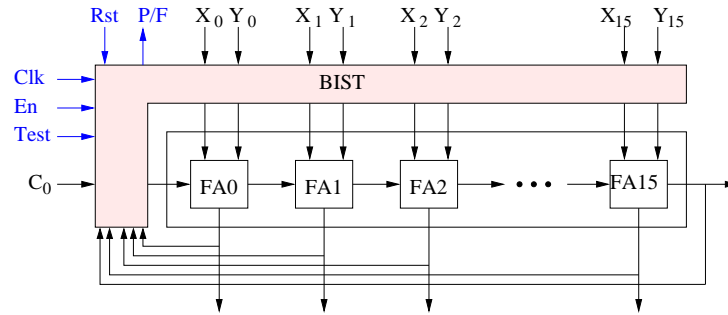 Rst P/F X0 Y0 X1 Y1 X2 Y2 X15 Y15
Clk
BIST
En
Test
C0
FA0 FA1 FA2 • • • FA15